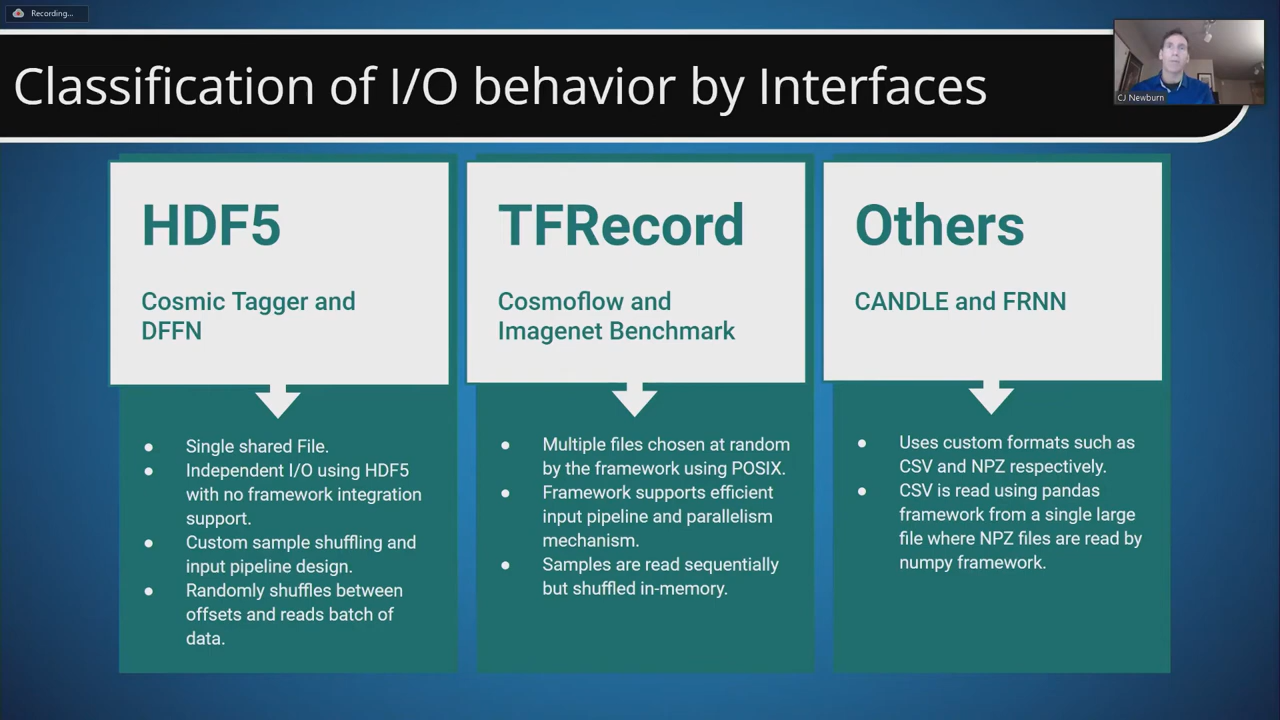 Recording...
Classification of I/O behavior by Interfaces
CJ Newburn
HDF5
Cosmic Tagger and
DFFN
● Single shared File.
● Independent I/O using HDF5
with no framework integration
support.
● Custom sample shuffling and
input pipeline design.
● Randomly shuffles between
offsets and reads batch of
data.
TFRecord
Cosmoflow and
Imagenet Benchmark
● Multiple files chosen at random
by the framework using POSIX.
● Framework supports efficient
input pipeline and parallelism
mechanism.
● Samples are read sequentially
but shuffled in-memory.
Others
CANDLE and FRNN
● Uses custom formats such as
CSV and NPZ respectively.
● CSV is read using pandas
framework from a single large
file where NPZ files are read by
numpy framework.